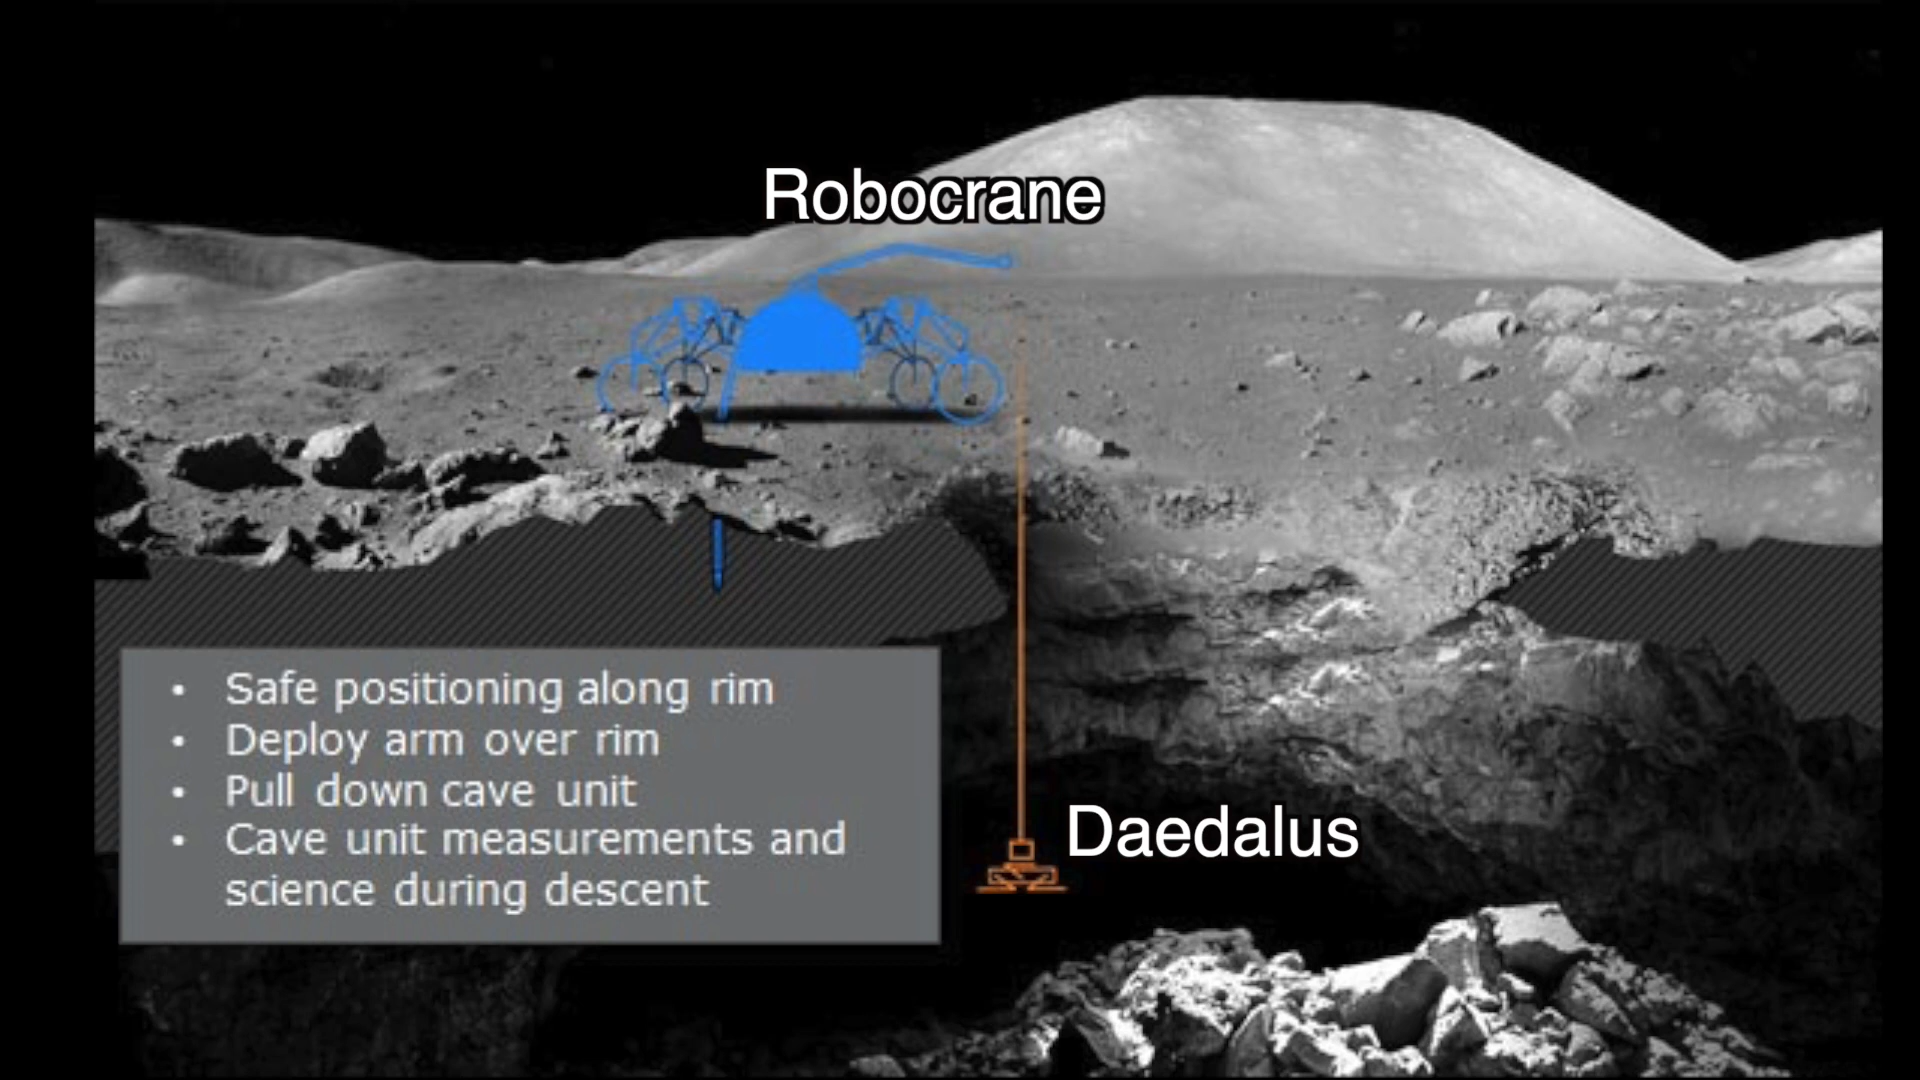 Robocrane
• Safe positioning along rim
• Deploy arm over rim
• Pull down cave unit
• Cave unit measurements and
science during descent
Daedalus